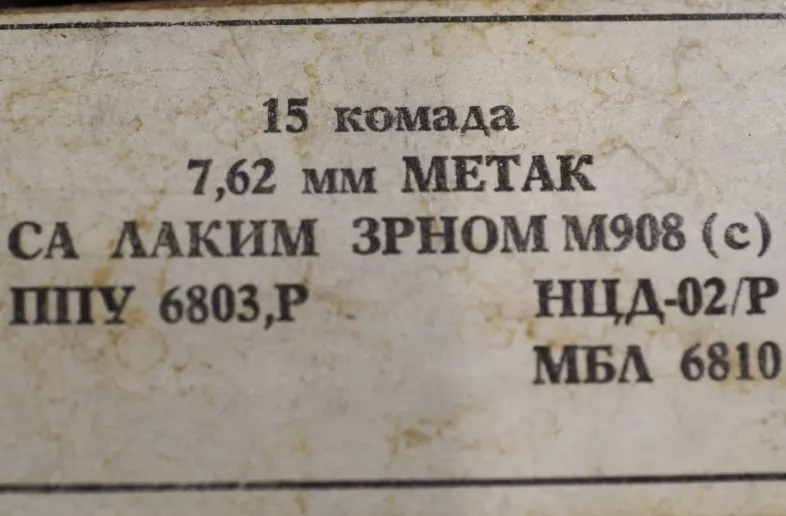 15 комада
7,62 мм МЕТАК
СА ЛАКИМ ЗРНОМ М908 (с)
ППУ 6803,Р НЦД-02/Р
МБЛ 6810